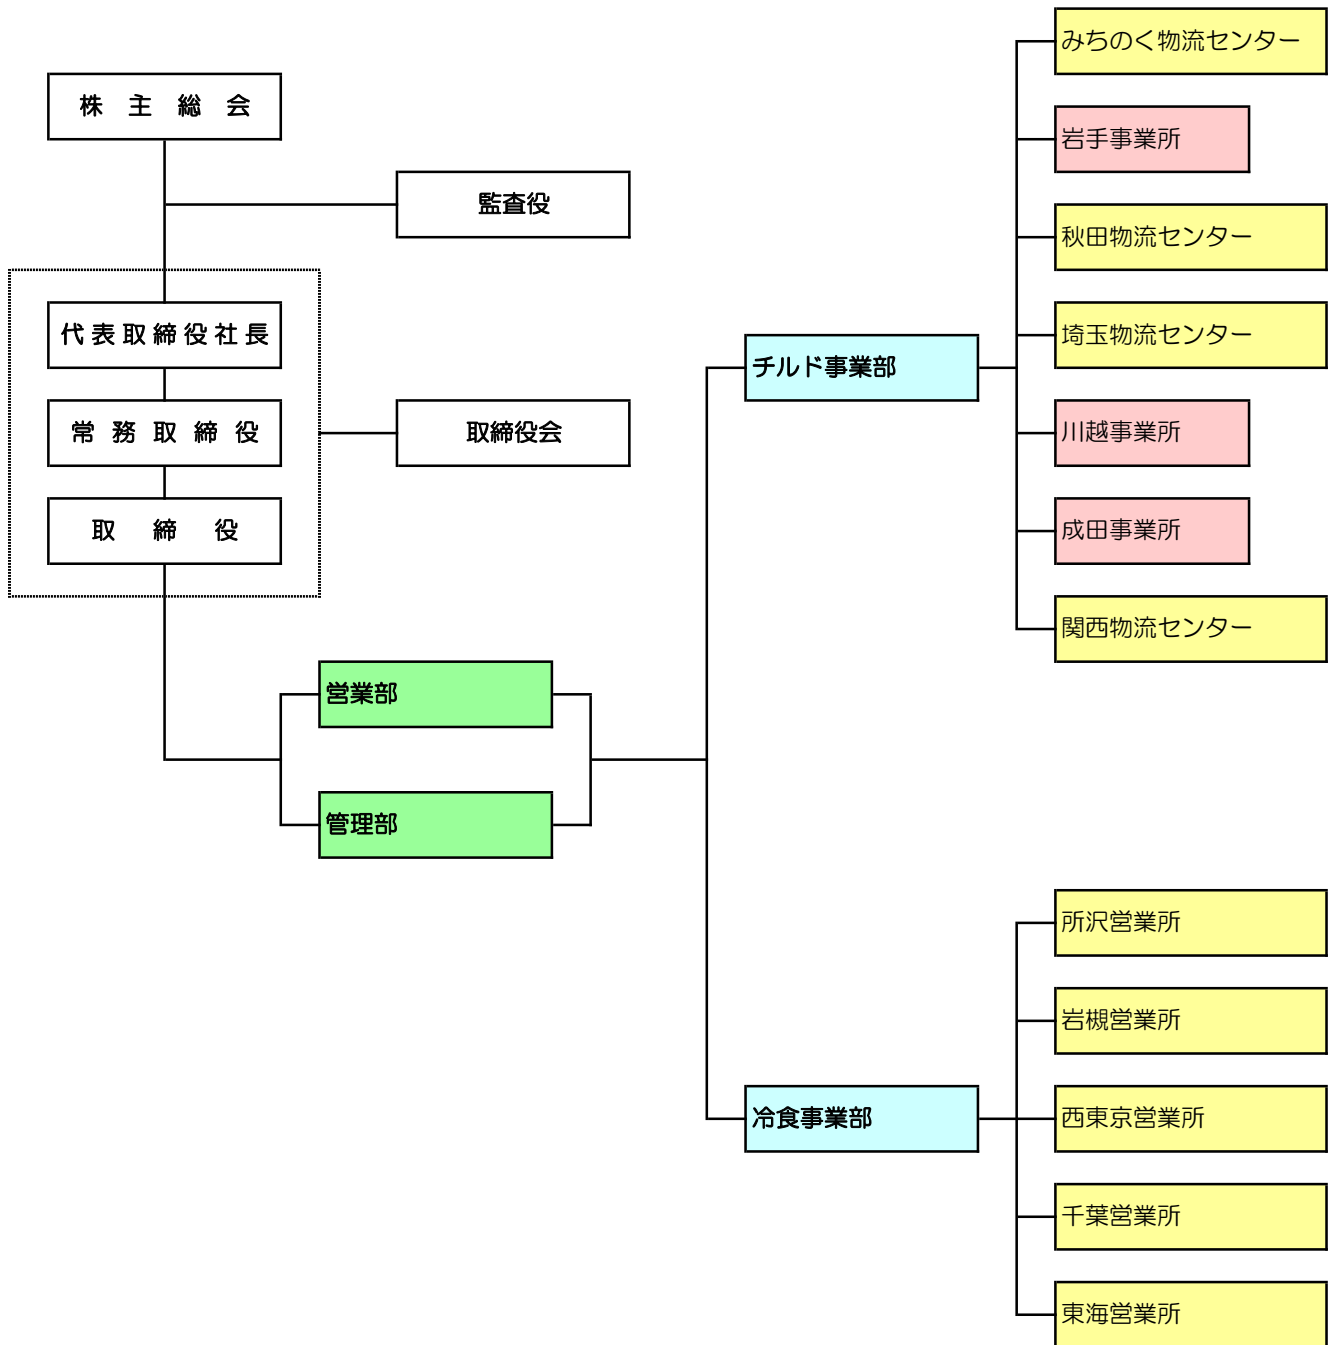 株主総会
監査役
代表取締役社長
常務取締役
取締役会
取締役
営業部
管理部
チルド事業部
みちのく物流センター
岩手事業所
秋田物流センター
埼玉物流センター
川越事業所
成田事業所
関西物流センター
冷食事業部
所沢営業所
岩槻営業所
西東京営業所
千葉営業所
東海営業所